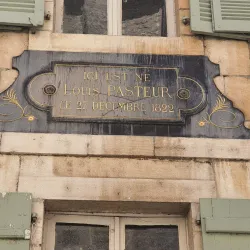 ICI EST NÉ
LOUIS PASTEUR
LE 27 DÉCEMBRE 1822